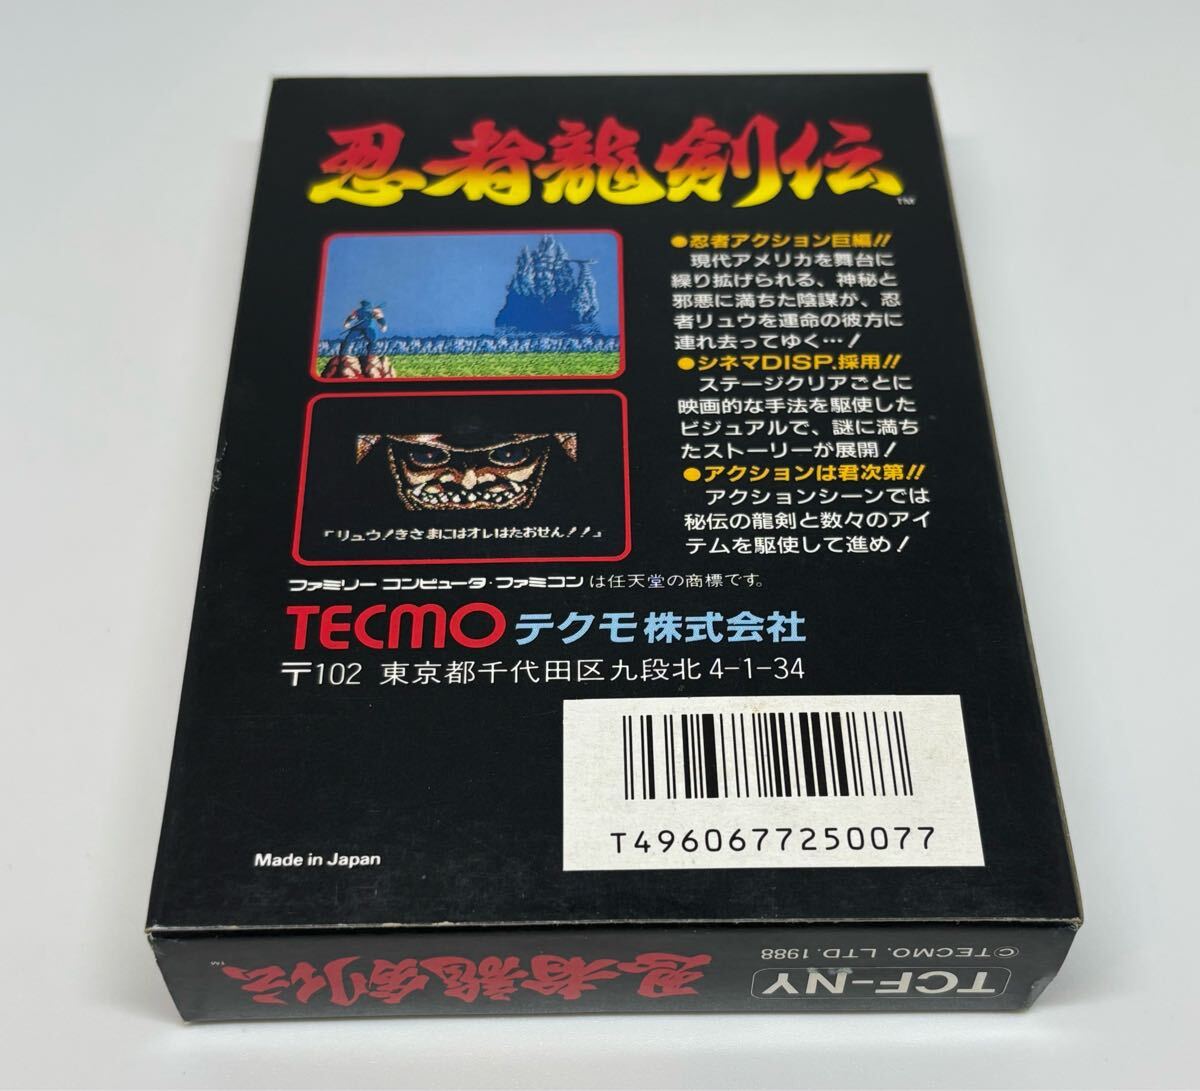 忍者龍剣伝™
●忍者アクション巨編!!
現代アメリカを舞台に
繰り拡げられる、神秘と
邪悪に満ちた陰謀が、忍
者リュウを運命の彼方に
連れ去ってゆく…!
●シネマDISP.採用!!
ステージクリアごとに
映画的な手法を駆使した
ビジュアルで、謎に満ち
たストーリーが展開!
●アクションは君次第!!
アクションシーンでは
秘伝の龍剣と数々のアイ
テムを駆使して進め!
「リュウ!きさまにはオレはたおせん!!」
ファミリーコンピュータ・ファミコンは任天堂の商標です。
TECMO テクモ株式会社
〒102 東京都千代田区九段北4-1-34
T4960677250077
Made in Japan
忍者龍剣伝™
TCF-NY
©TECMO, LTD. 1988